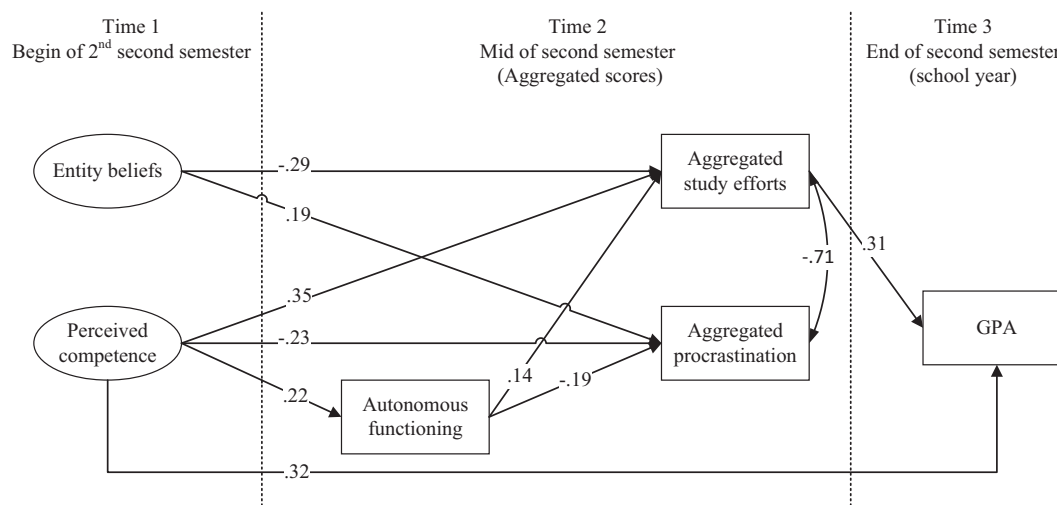 Time 1
Begin of 2nd second semester
Time 2
Mid of second semester
(Aggregated scores)
Time 3
End of second semester
(school year)
Entity beliefs
-.29
Aggregated
study efforts
.19
-.71
.31
.35
Perceived
competence
-.23
Aggregated
procrastination
GPA
.22
.14
-.19
Autonomous
functioning
.32